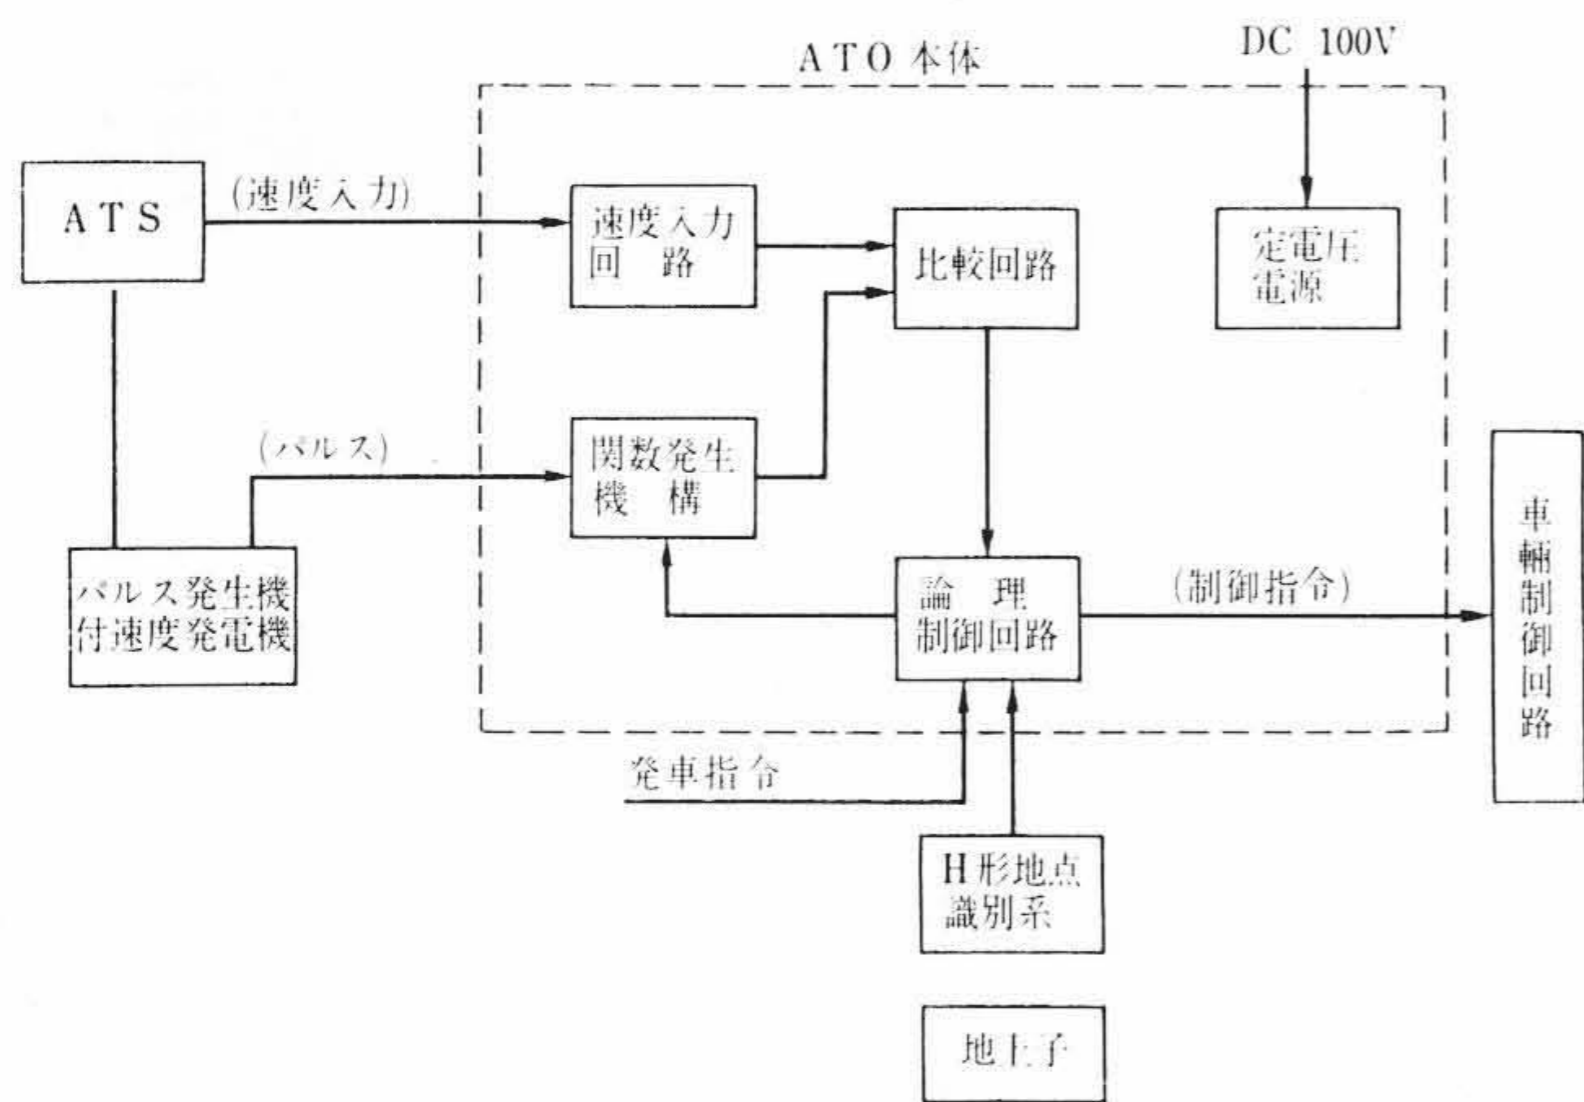 DC 100V
ATO 本体
ATS
(速度入力)
速度入力
回 路
比較回路
定電圧
電源
(パルス)
関数発生
機 構
車輛制御回路
パルス発生機
付速度発電機
論 理
制御回路
(制御指令)
発車指令
H形地点
識別系
地上子